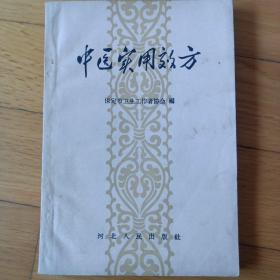 中医实用效方
保定市卫生工作者协会 編
河北人民出版社